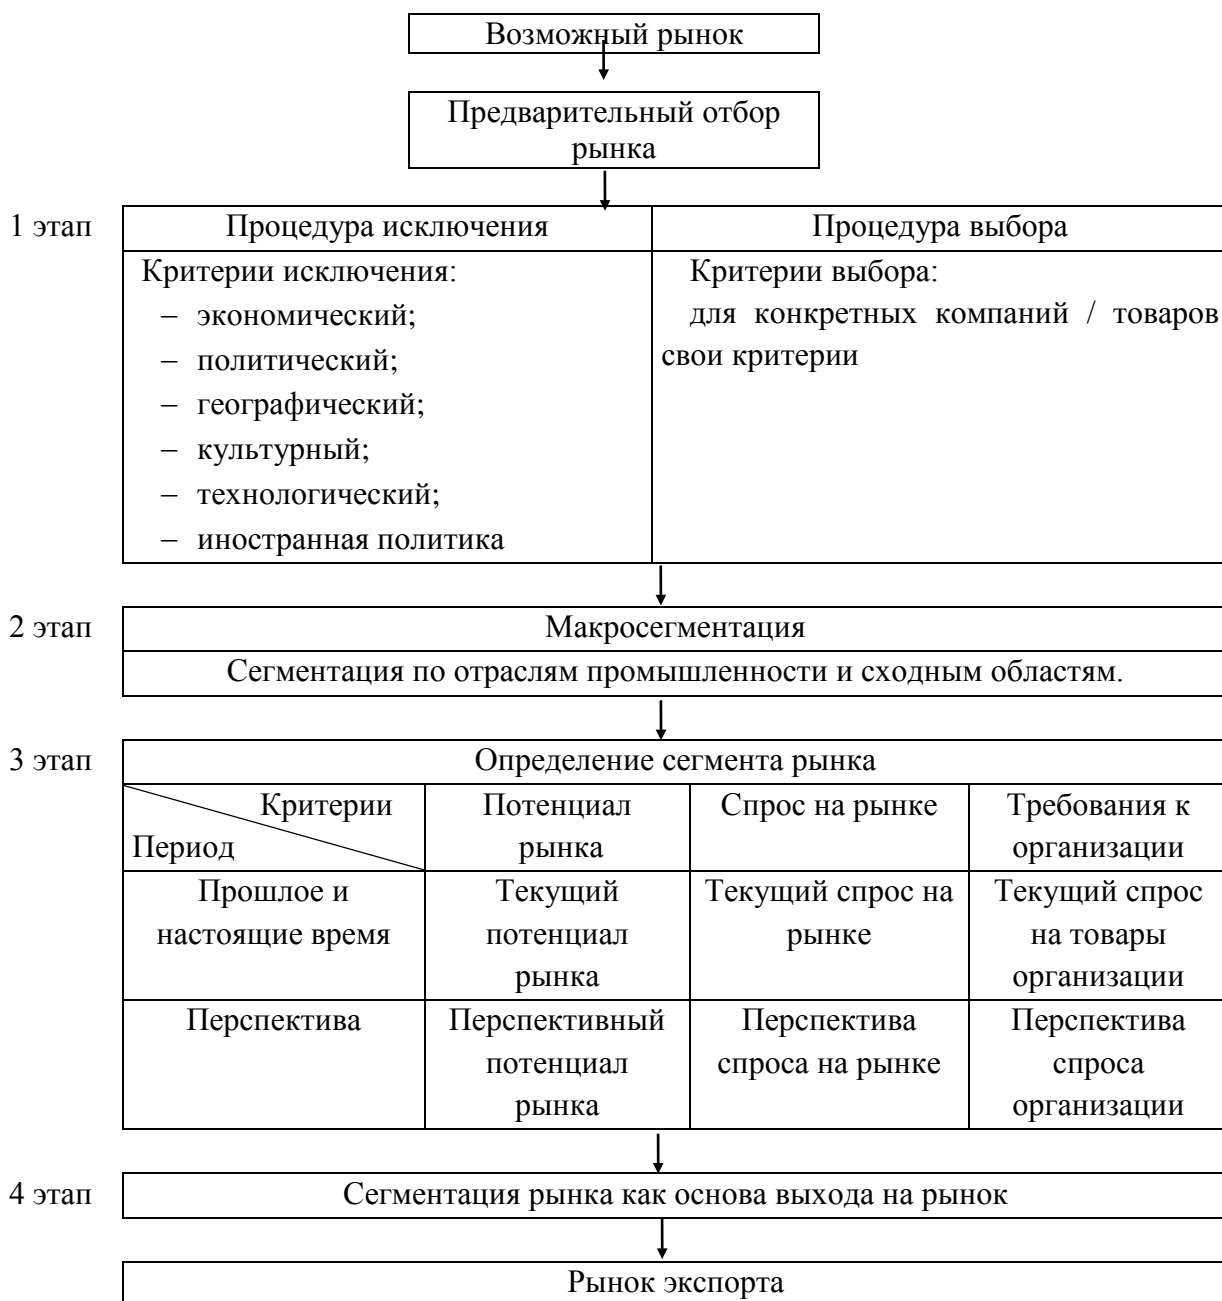 Возможный рынок
Предварительный отбор
рынка
1 этап
Процедура исключения
Процедура выбора
Критерии исключения:
– экономический;
– политический;
– географический;
– культурный;
– технологический;
– иностранная политика
Критерии выбора:
для конкретных компаний / товаров
свои критерии
2 этап
Макросегментация
Сегментация по отраслям промышленности и сходным областям.
3 этап
Определение сегмента рынка
Критерии
Период
Потенциал
рынка
Спрос на рынке
Требования к
организации
Прошлое и
настоящие время
Текущий
потенциал
рынка
Текущий спрос на
рынке
Текущий спрос
на товары
организации
Перспектива
Перспективный
потенциал
рынка
Перспектива
спроса на рынке
Перспектива
спроса
организации
4 этап
Сегментация рынка как основа выхода на рынок
Рынок экспорта